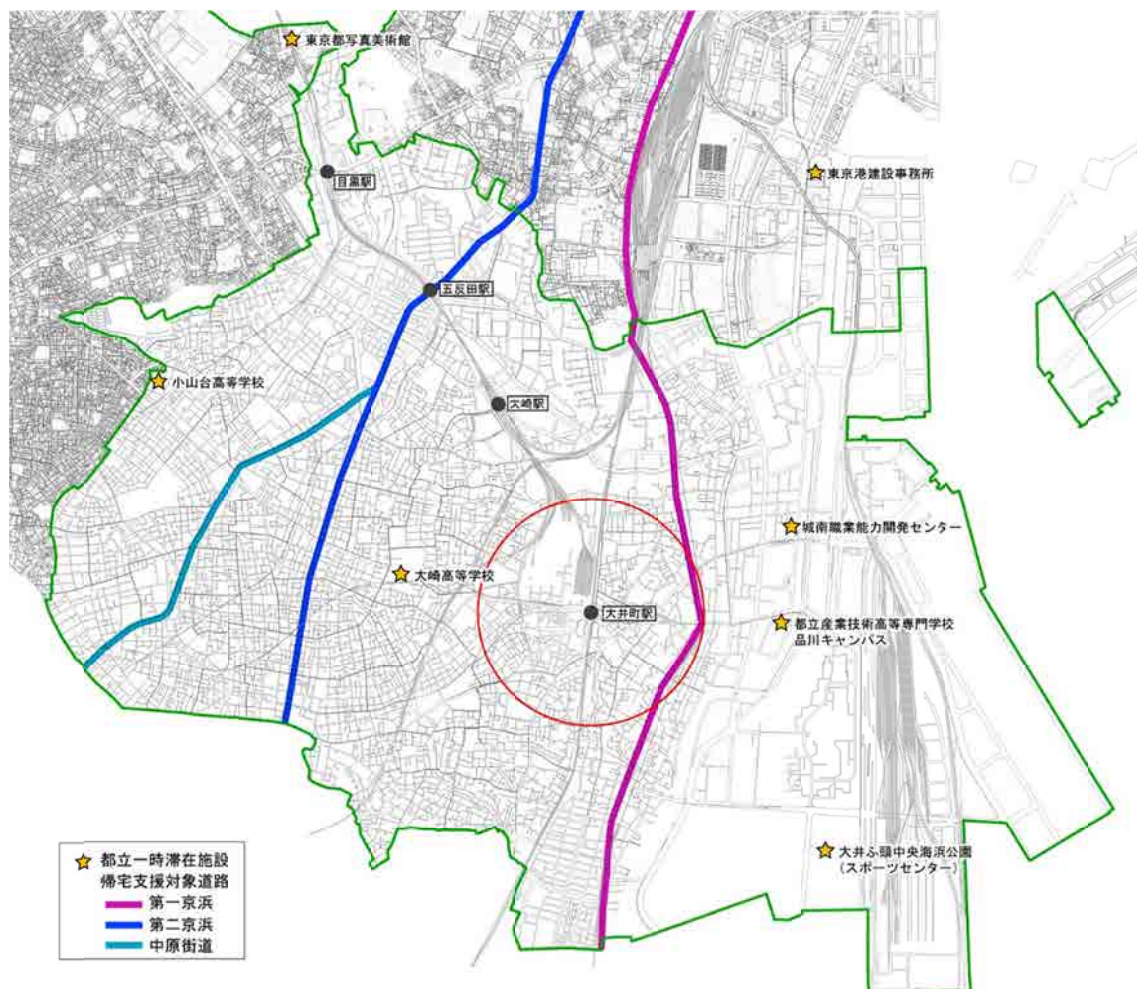 東京都写真美術館
目黒駅
東京港建設事務所
五反田駅
小山台高等学校
大崎駅
城南職業能力開発センター
大崎高等学校
大井町駅
都立産業技術高等専門学校
品川キャンパス
大井ふ頭中央海浜公園
（スポーツセンター）
都立一時滞在施設
帰宅支援対象道路
第一京浜
第二京浜
中原街道